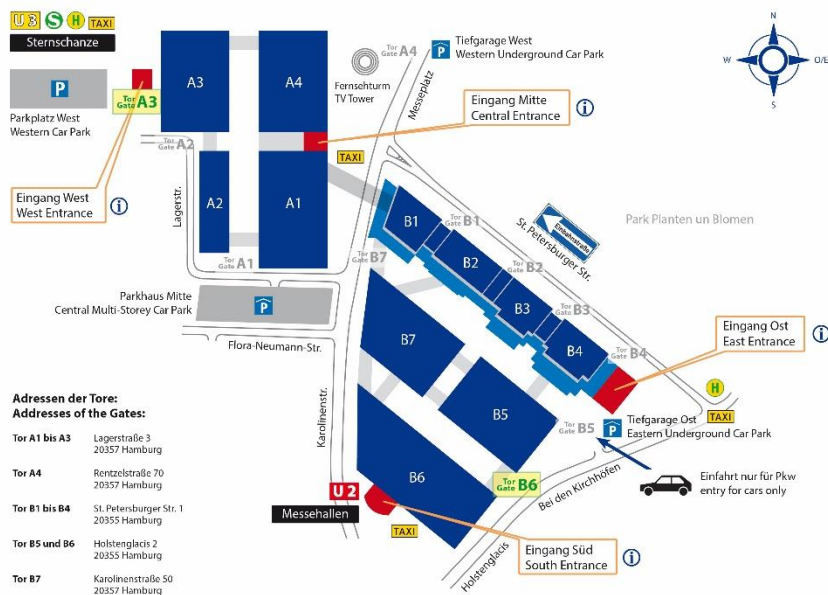 U 3 S H TAXI
Sternschanze
P
Parkplatz West
Western Car Park
Tor
Gate A3
Eingang West
West Entrance
i
A3
A4
Tor
Gate A2
A2
A1
Lagerstr.
Tor
Gate A1
Fernsehturm
TV Tower
Tor
Gate A4
Messeplatz
P
Tiefgarage West
Western Underground Car Park
Eingang Mitte
Central Entrance
i
TAXI
N
W
O/E
S
Park Planten un Blomen
Einbahnstraße
St. Petersburger Str.
B1
Tor
Gate B1
B2
Tor
Gate B2
B3
Tor
Gate B3
B4
Tor
Gate B4
Tor
Gate B7
Parkhaus Mitte
Central Multi-Storey Car Park
P
Flora-Neumann-Str.
Karolinenstr.
B7
B5
B6
Eingang Ost
East Entrance
i
H
TAXI
Tor
Gate B5
P
Tiefgarage Ost
Eastern Underground Car Park
Einfahrt nur für Pkw
entry for cars only
Tor
Gate B6
Bei den Kirchhöfen
Holstenglacis
U 2
Messehallen
TAXI
Eingang Süd
South Entrance
i
Adressen der Tore:
Addresses of the Gates:
Tor A1 bis A3 Lagerstraße 3
20357 Hamburg
Tor A4 Rentzelstraße 70
20357 Hamburg
Tor B1 bis B4 St. Petersburger Str. 1
20355 Hamburg
Tor B5 und B6 Holstenglacis 2
20355 Hamburg
Tor B7 Karolinenstraße 50
20357 Hamburg